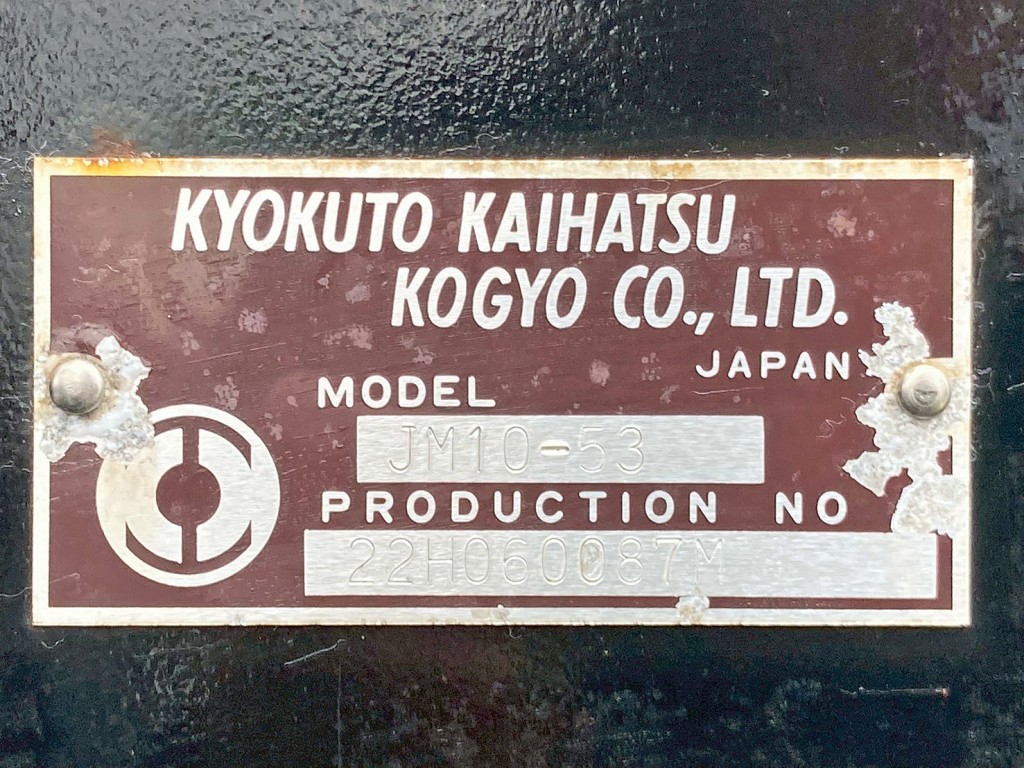 KYOKUTO KAIHATSU
KOGYO CO., LTD.
JAPAN
MODEL
JM10-53
PRODUCTION NO
22H060087M